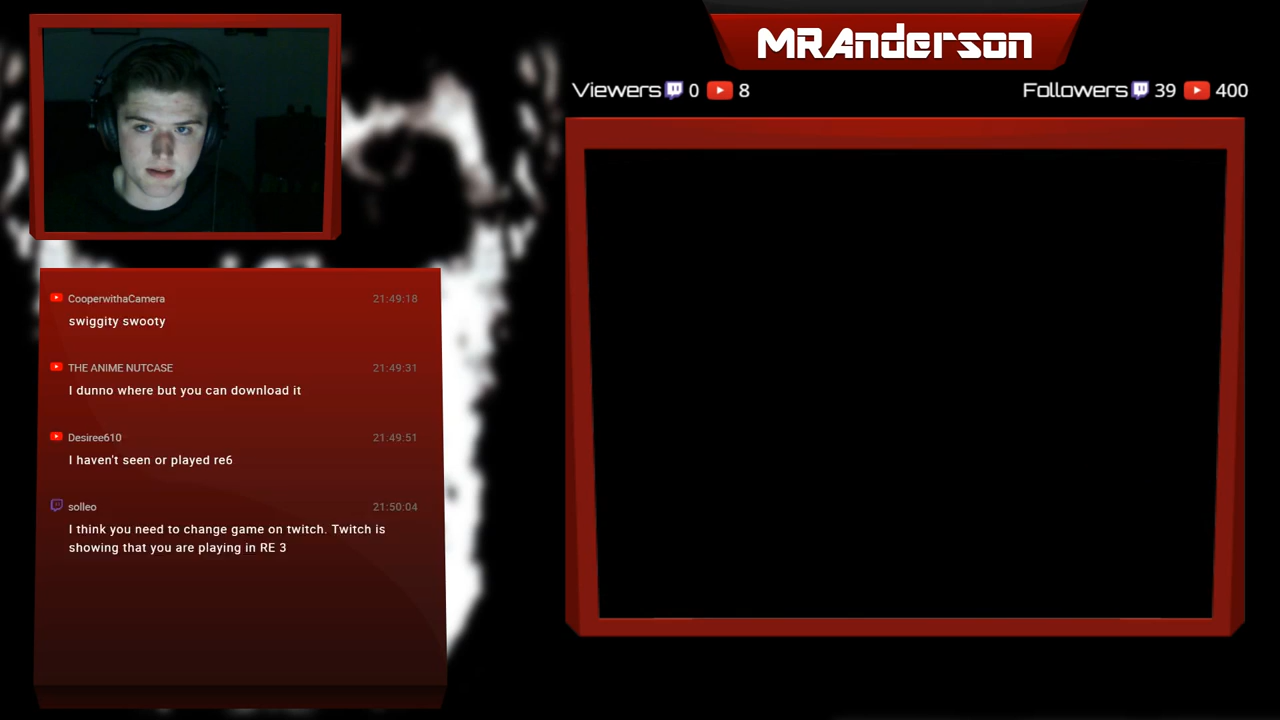 MRAnderson
Viewers 0 8
Followers 39 400
CooperwithaCamera 21:49:18
swiggity swooty
THE ANIME NUTCASE 21:49:31
I dunno where but you can download it
Desiree610 21:49:51
I haven't seen or played re6
solleo 21:50:04
I think you need to change game on twitch. Twitch is
showing that you are playing in RE 3